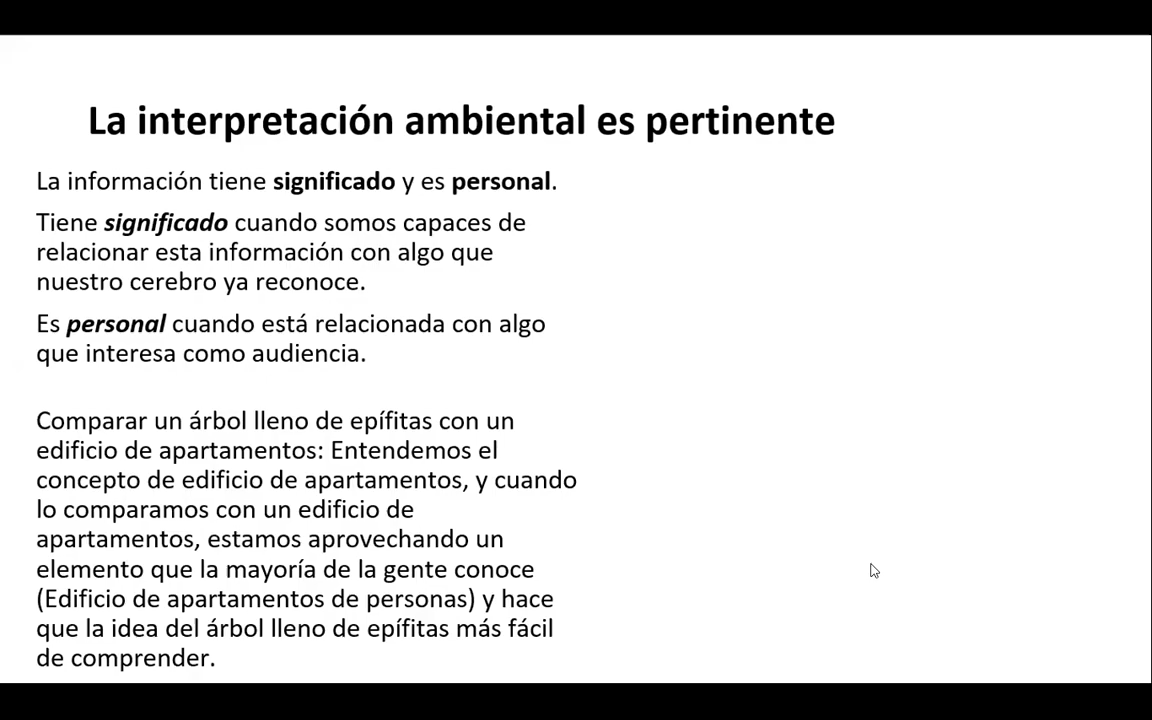 La interpretación ambiental es pertinente
La información tiene significado y es personal.
Tiene significado cuando somos capaces de
relacionar esta información con algo que
nuestro cerebro ya reconoce.
Es personal cuando está relacionada con algo
que interesa como audiencia.
Comparar un árbol lleno de epífitas con un
edificio de apartamentos: Entendemos el
concepto de edificio de apartamentos, y cuando
lo comparamos con un edificio de
apartamentos, estamos aprovechando un
elemento que la mayoría de la gente conoce
(Edificio de apartamentos de personas) y hace
que la idea del árbol lleno de epífitas más fácil
de comprender.